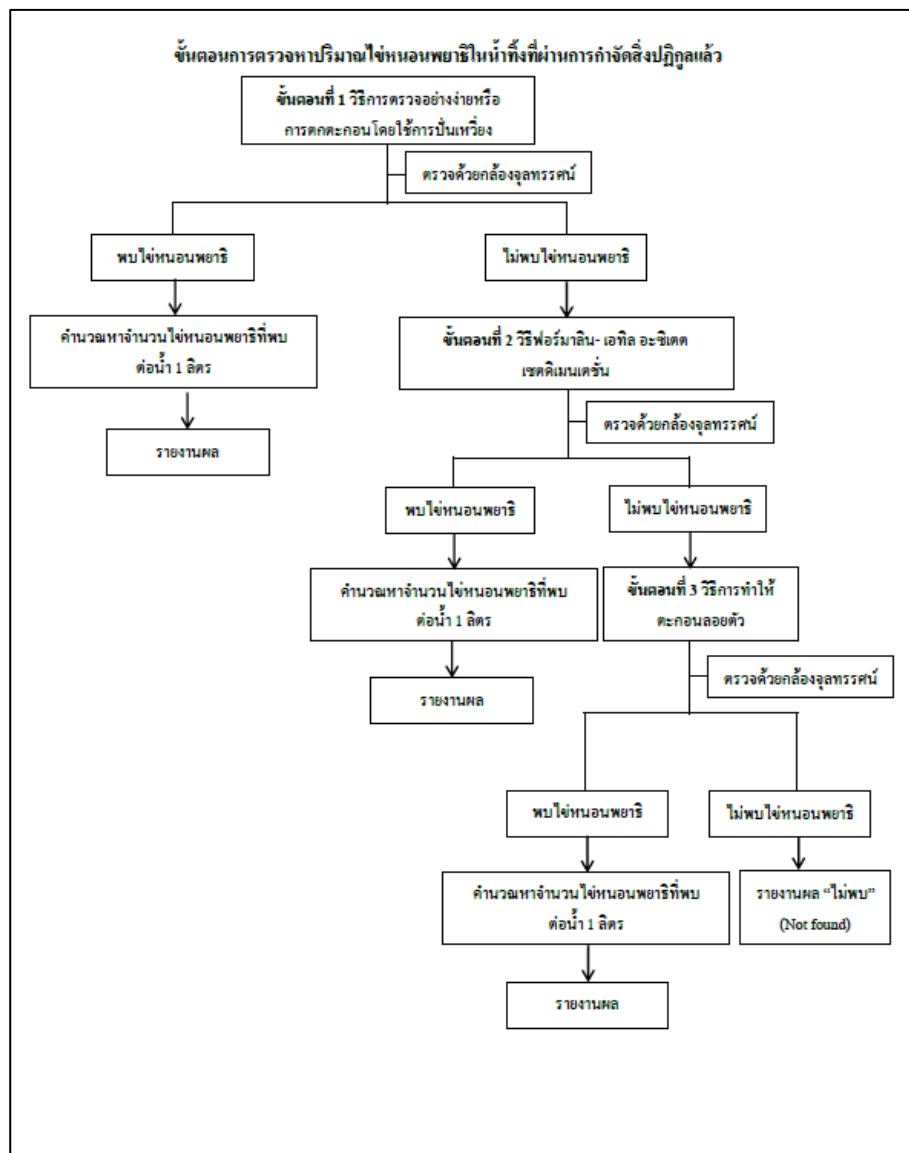 ขั้นตอนการตรวจหาปริมาณไข่หนอนพยาธิในน้ำทิ้งที่ผ่านการกำจัดสิ่งปฏิกูลแล้ว
ขั้นตอนที่ 1 วิธีการตรวจอย่างง่ายหรือ
การตกตะกอนโดยใช้การปั่นเหวี่ยง
ตรวจด้วยกล้องจุลทรรศน์
พบไข่หนอนพยาธิ
ไม่พบไข่หนอนพยาธิ
คำนวณหาจำนวนไข่หนอนพยาธิที่พบ
ต่อน้ำ 1 ลิตร
รายงานผล
ขั้นตอนที่ 2 วิธีฟอร์มาลิน- เอทิล อะซิเตต
เซดดิเมนเตชั่น
ตรวจด้วยกล้องจุลทรรศน์
พบไข่หนอนพยาธิ
ไม่พบไข่หนอนพยาธิ
คำนวณหาจำนวนไข่หนอนพยาธิที่พบ
ต่อน้ำ 1 ลิตร
รายงานผล
ขั้นตอนที่ 3 วิธีการทำให้
ตะกอนลอยตัว
ตรวจด้วยกล้องจุลทรรศน์
พบไข่หนอนพยาธิ
ไม่พบไข่หนอนพยาธิ
คำนวณหาจำนวนไข่หนอนพยาธิที่พบ
ต่อน้ำ 1 ลิตร
รายงานผล
รายงานผล “ไม่พบ”
(Not found)